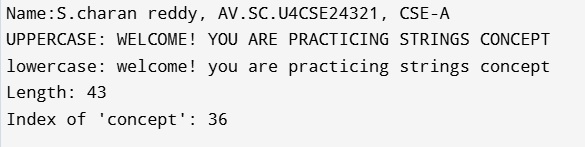 Name:S.charan reddy, AV.SC.U4CSE24321, CSE-A
UPPERCASE: WELCOME! YOU ARE PRACTICING STRINGS CONCEPT
lowercase: welcome! you are practicing strings concept
Length: 43
Index of 'concept': 36